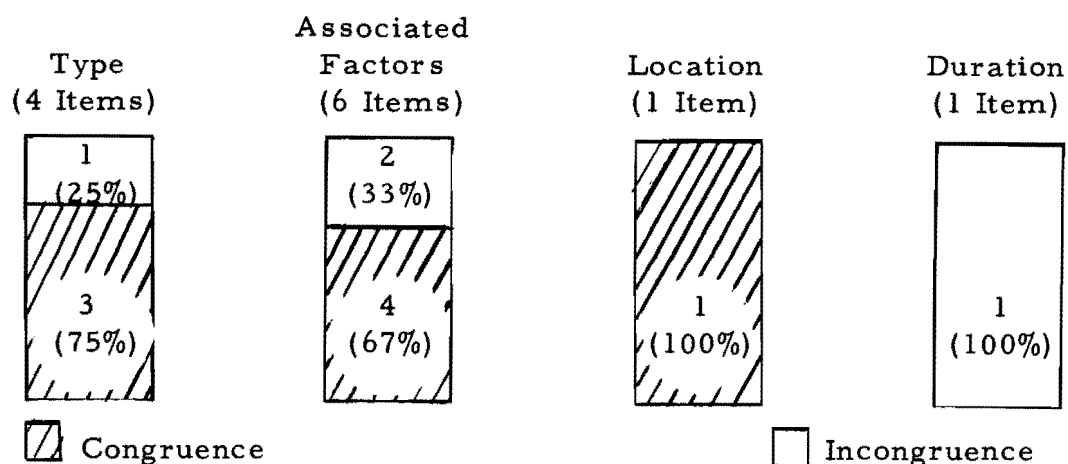 Type
(4 Items)
Associated
Factors
(6 Items)
Location
(1 Item)
Duration
(1 Item)
1
(25%)
3
(75%)
2
(33%)
4
(67%)
1
(100%)
1
(100%)
Congruence
Incongruence